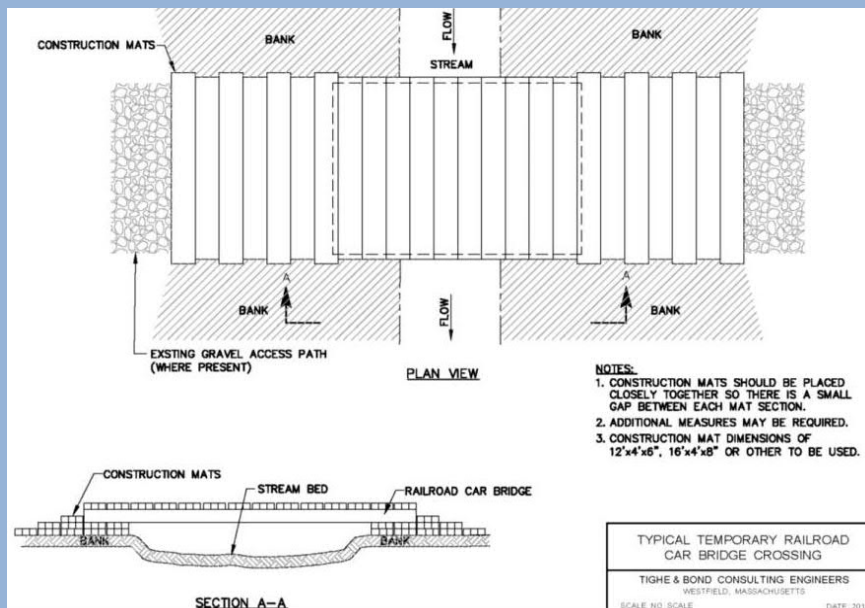 CONSTRUCTION MATS
BANK
FLOW
STREAM
BANK
A
A
BANK
FLOW
BANK
EXSTING GRAVEL ACCESS PATH
(WHERE PRESENT)
PLAN VIEW
NOTES:
1. CONSTRUCTION MATS SHOULD BE PLACED
CLOSELY TOGETHER SO THERE IS A SMALL
GAP BETWEEN EACH MAT SECTION.
2. ADDITIONAL MEASURES MAY BE REQUIRED.
3. CONSTRUCTION MAT DIMENSIONS OF
12'x4'x6", 16'x4'x8" OR OTHER TO BE USED.
CONSTRUCTION MATS
STREAM BED
RAILROAD CAR BRIDGE
BANK
BANK
SECTION A-A
TYPICAL TEMPORARY RAILROAD
CAR BRIDGE CROSSING
TIGHE & BOND CONSULTING ENGINEERS
WESTFIELD, MASSACHUSETTS
SCALE: NO SCALE
DATE: